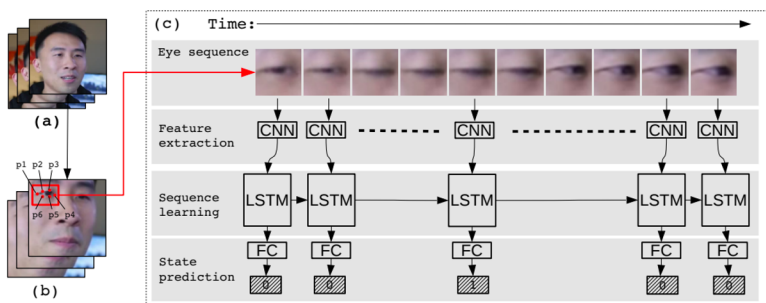 (c) Time:
Eye sequence
(a)
Feature
extraction
CNN CNN CNN CNN CNN
p1 p2 p3
p6 p5 p4
Sequence
learning
LSTM LSTM LSTM LSTM LSTM
State
prediction
FC FC FC FC FC
0 0 1 0 0
(b)